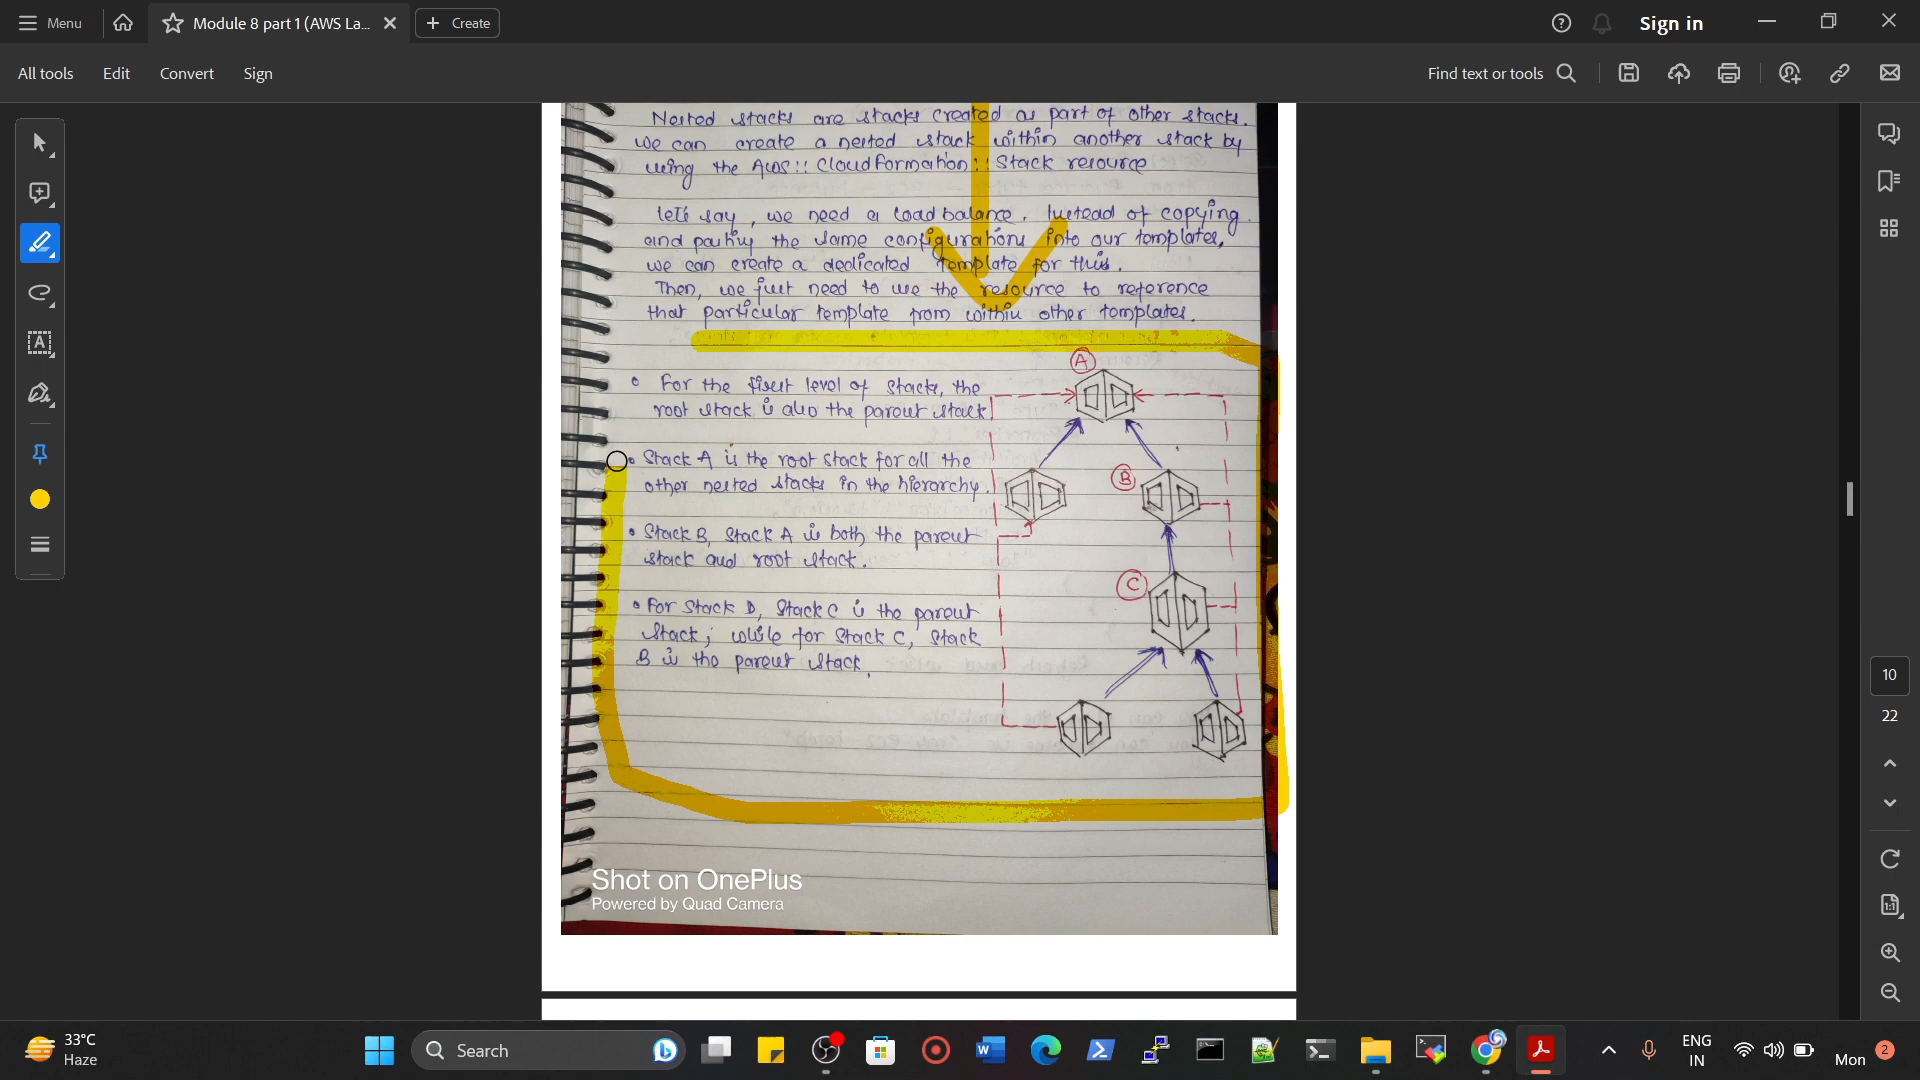 Menu
Module 8 part 1 (AWS La...
Create
Sign in
All tools
Edit
Convert
Sign
Find text or tools
Nested stacks are stacks created as part of other stacks.
We can create a nested stack within another stack by
using the AWS :: CloudFormation :: Stack resource
let's say, we need a load balance. Instead of copying
and pasting the same configurations into our templates,
we can create a dedicated template for this.
Then, we just need to use the resource to reference
that particular template from within other templates.
A
• For the first level of stacks, the
root stack is also the parent stack
• Stack A is the root stack for all the
other nested stacks in the hierarchy.
B
• Stack B, Stack A is both the parent
stack and root stack.
C
• For Stack D, Stack C is the parent
Stack; while for Stack C, Stack
B is the parent stack.
Shot on OnePlus
Powered by Quad Camera
10
22
1:1
33°C
Haze
Search
ENG
IN
Mon
2